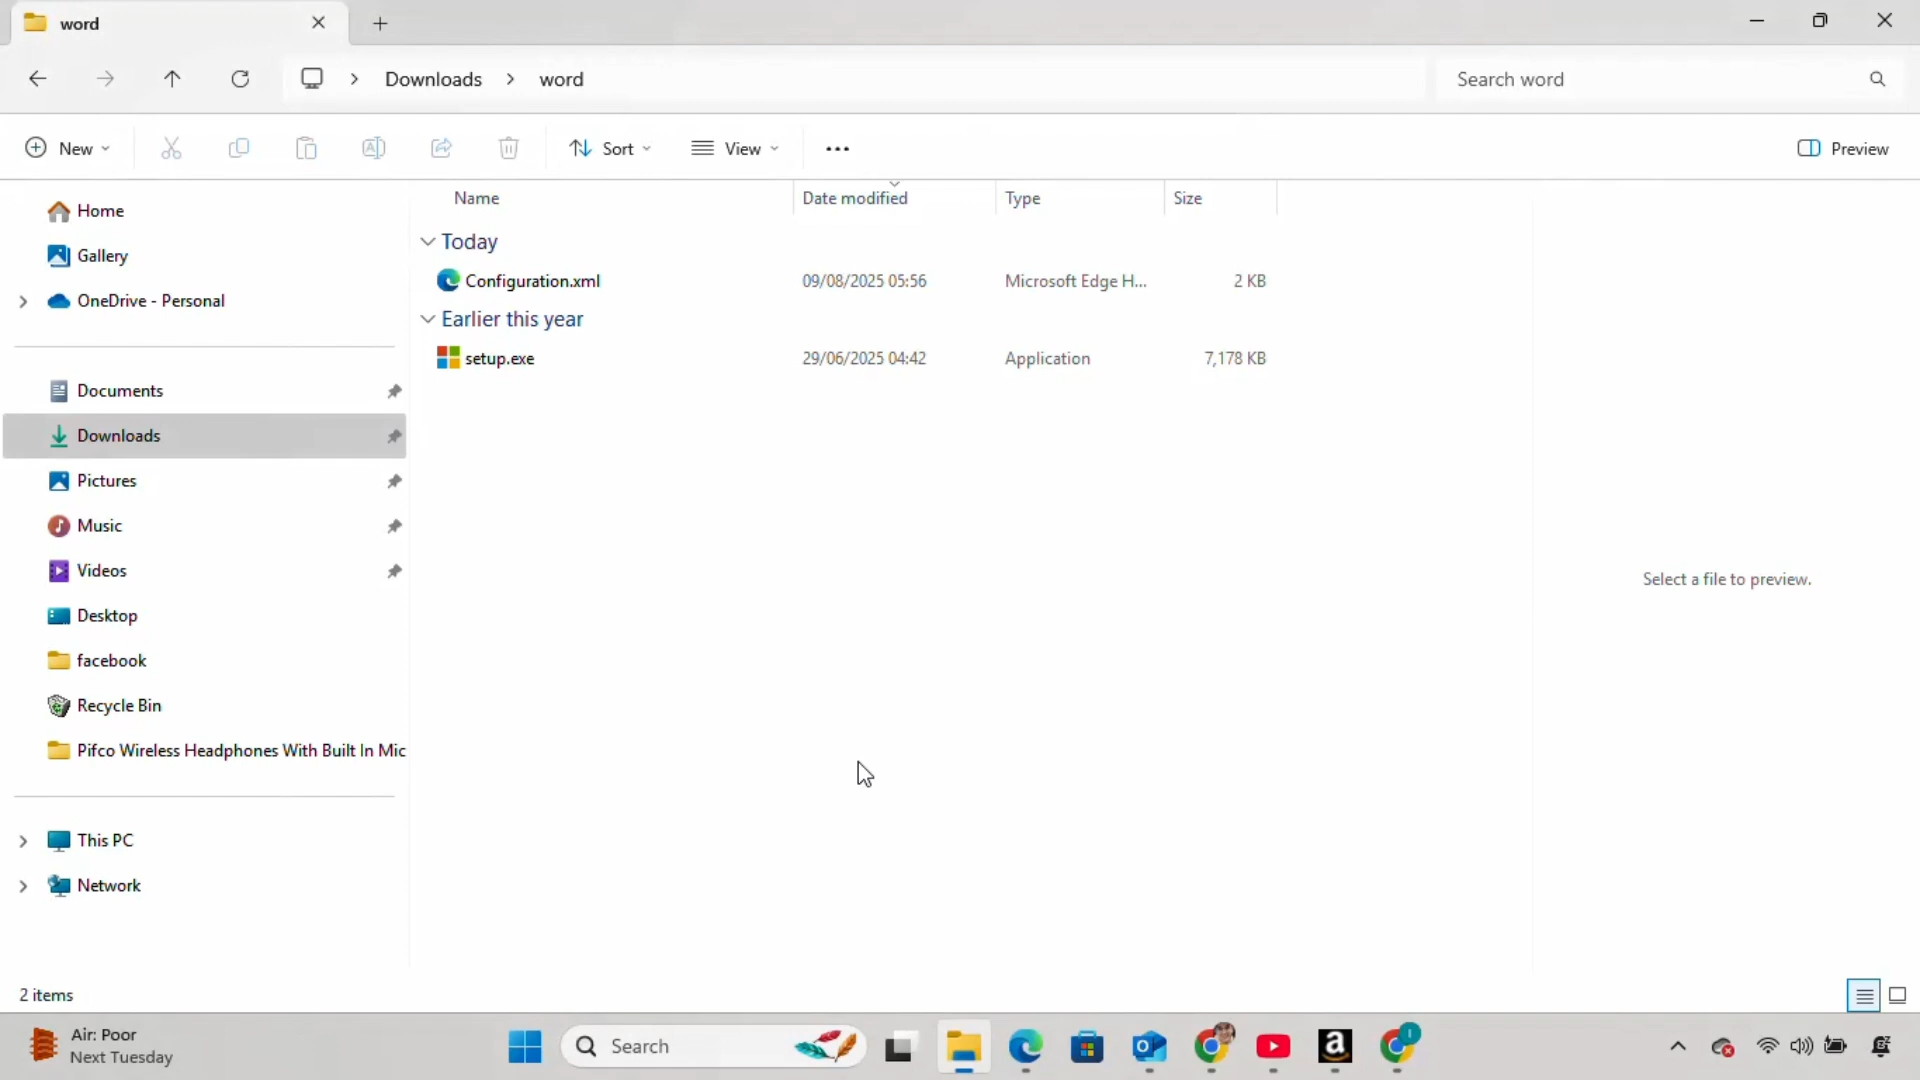 word
Downloads
word
Search word
New
Sort
View
Preview
Name
Date modified
Type
Size
Home
Gallery
OneDrive - Personal
Documents
Downloads
Pictures
Music
Videos
Desktop
facebook
Recycle Bin
Pifco Wireless Headphones With Built In Mic
This PC
Network
Today
Configuration.xml 09/08/2025 05:56 Microsoft Edge H... 2 KB
Earlier this year
setup.exe 29/06/2025 04:42 Application 7,178 KB
Select a file to preview.
2 items
Air: Poor
Next Tuesday
Search